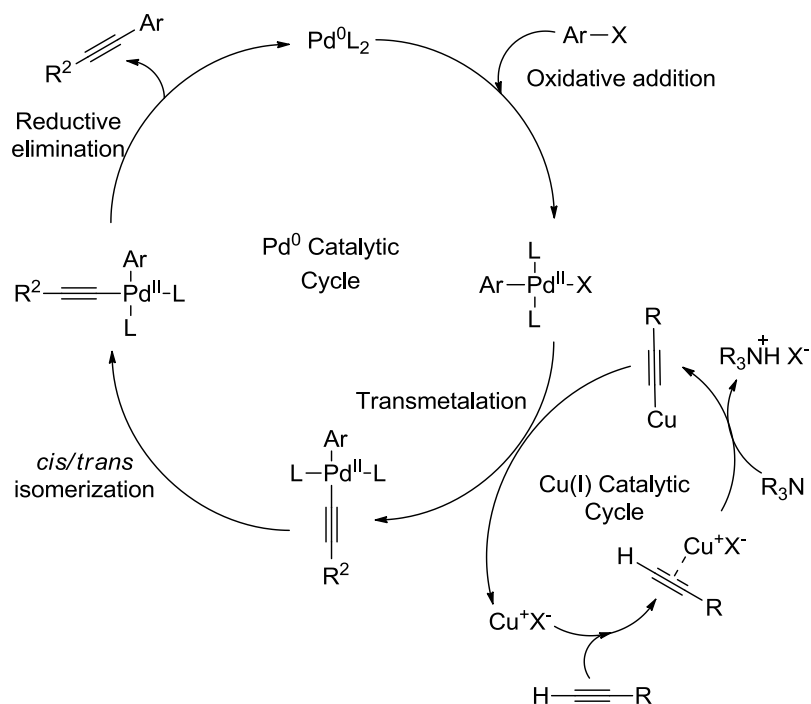 Ar
R²
Pd⁰L₂
Ar–X
Oxidative addition
Reductive
elimination
Pd⁰ Catalytic
Cycle
Ar
R² Pdᴵᴵ–L
L
L
Ar–Pdᴵᴵ–X
L
R
Cu
R₃NH⁺ X⁻
Transmetalation
cis/trans
isomerization
Ar
L–Pdᴵᴵ–L
R²
Cu(I) Catalytic
Cycle
R₃N
Cu⁺X⁻
H
R
Cu⁺X⁻
H R